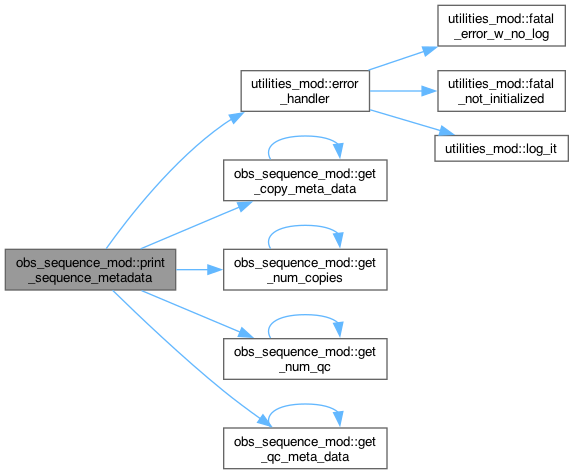 obs_sequence_mod::print
_sequence_metadata
utilities_mod::error
_handler
utilities_mod::fatal
_error_w_no_log
utilities_mod::fatal
_not_initialized
utilities_mod::log_it
obs_sequence_mod::get
_copy_meta_data
obs_sequence_mod::get
_num_copies
obs_sequence_mod::get
_num_qc
obs_sequence_mod::get
_qc_meta_data